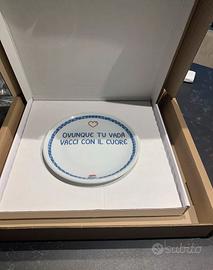 OVUNQUE TU VADA
VACCI CON IL CUORE
subito